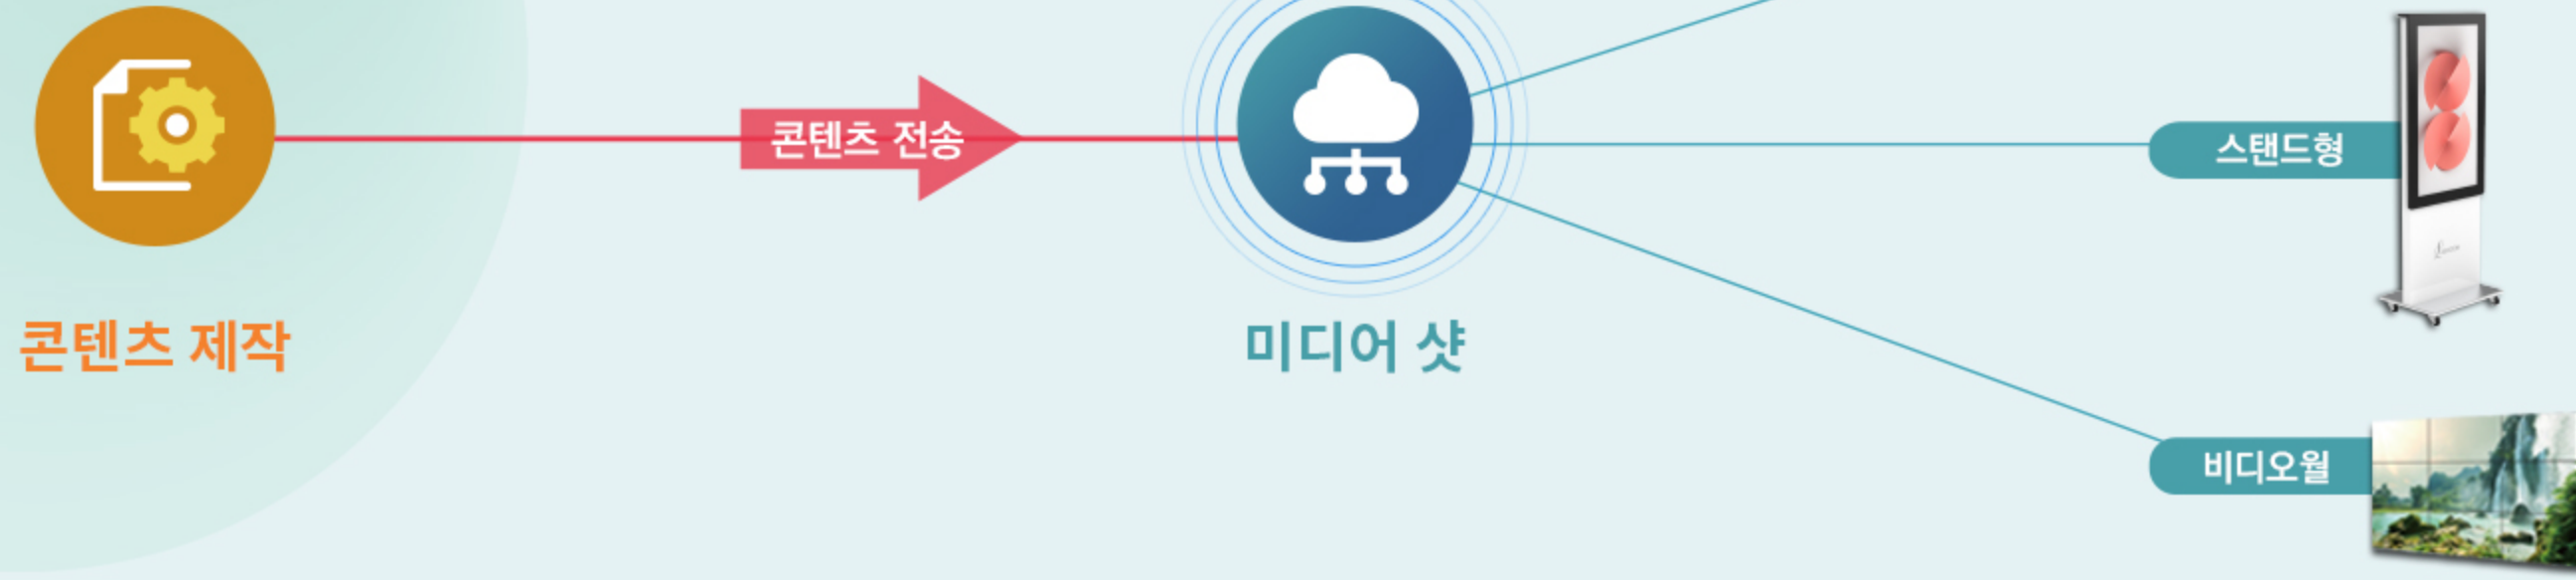 콘텐츠 전송
스탠드형
콘텐츠 제작
미디어 샷
비디오월